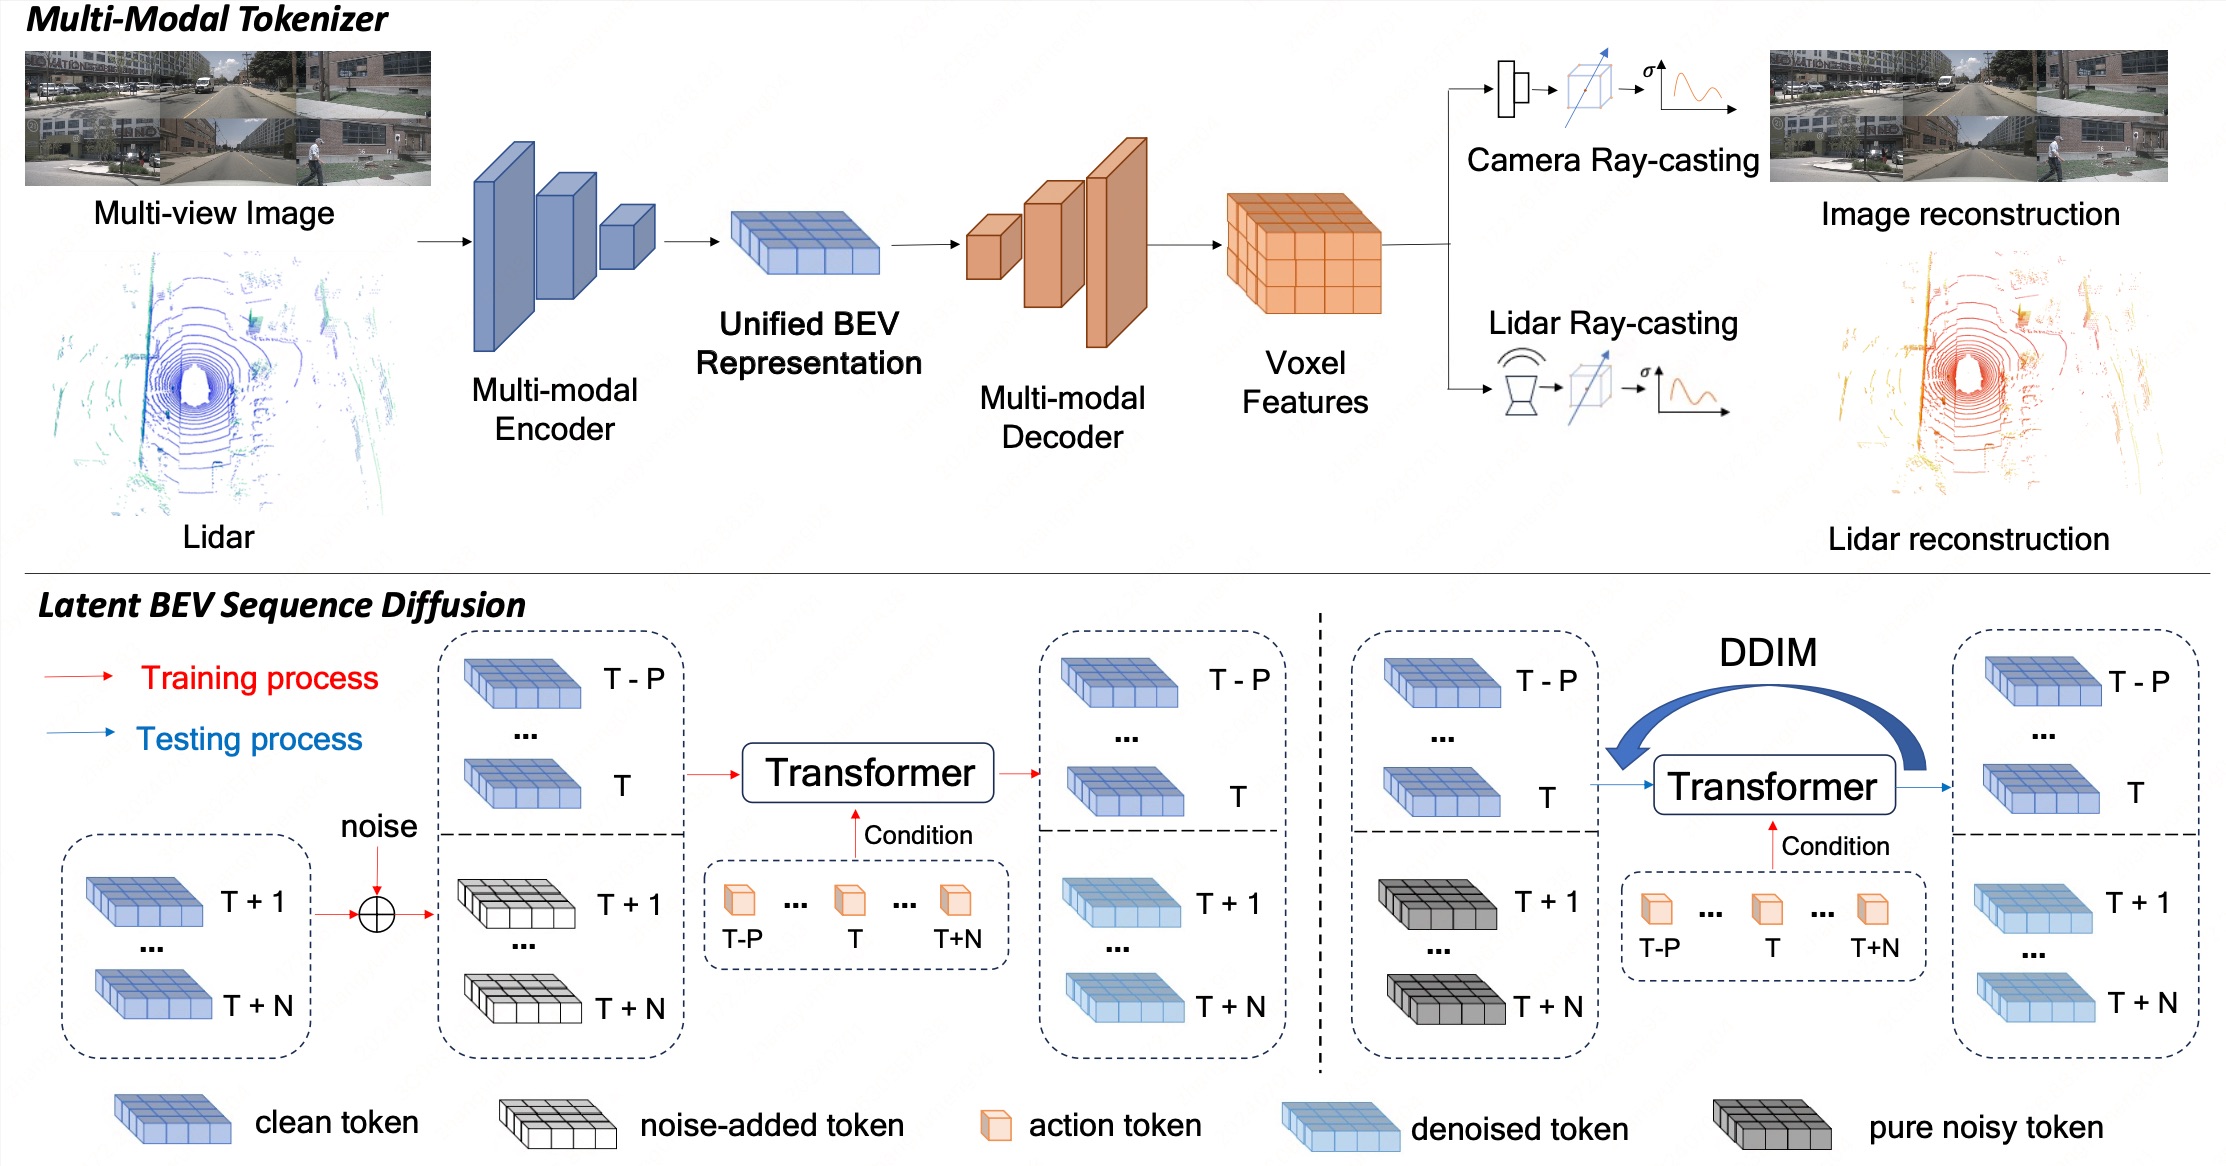 Multi-Modal Tokenizer
Multi-view Image
Lidar
Multi-modal
Encoder
Unified BEV
Representation
Multi-modal
Decoder
Voxel
Features
σ
Camera Ray-casting
Lidar Ray-casting
σ
Image reconstruction
Lidar reconstruction
Latent BEV Sequence Diffusion
Training process
Testing process
noise
T + 1
...
T + N
T - P
...
T
T + 1
...
T + N
Transformer
Condition
... ...
T-P T T+N
T - P
...
T
T + 1
...
T + N
T - P
...
T
T + 1
...
T + N
DDIM
Transformer
Condition
... ...
T-P T T+N
T - P
...
T
T + 1
...
T + N
clean token
noise-added token
action token
denoised token
pure noisy token